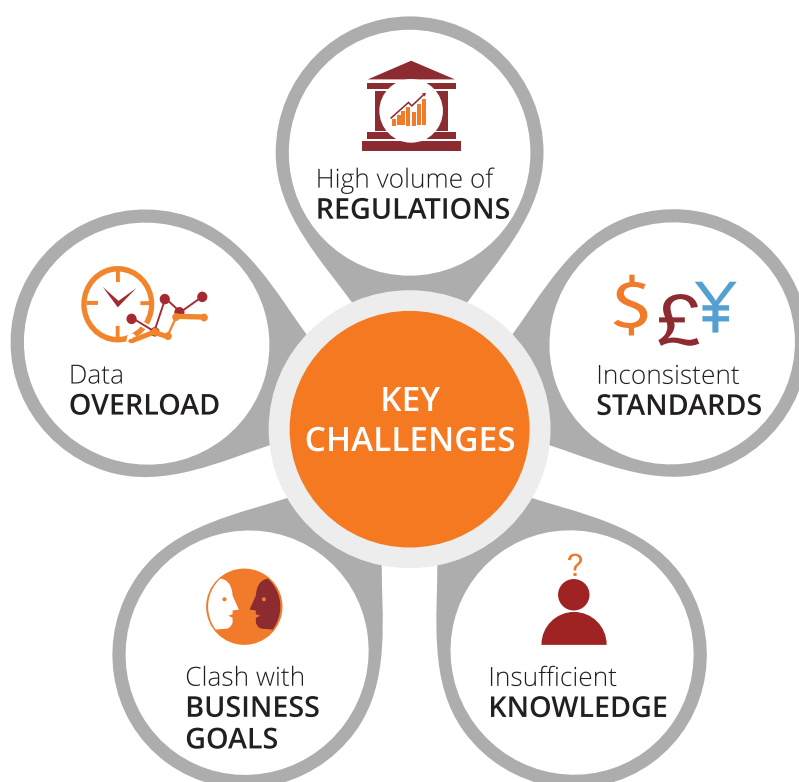 High volume of
REGULATIONS
Data
OVERLOAD
$ £ ¥
Inconsistent
STANDARDS
KEY
CHALLENGES
?
Clash with
BUSINESS
GOALS
Insufficient
KNOWLEDGE